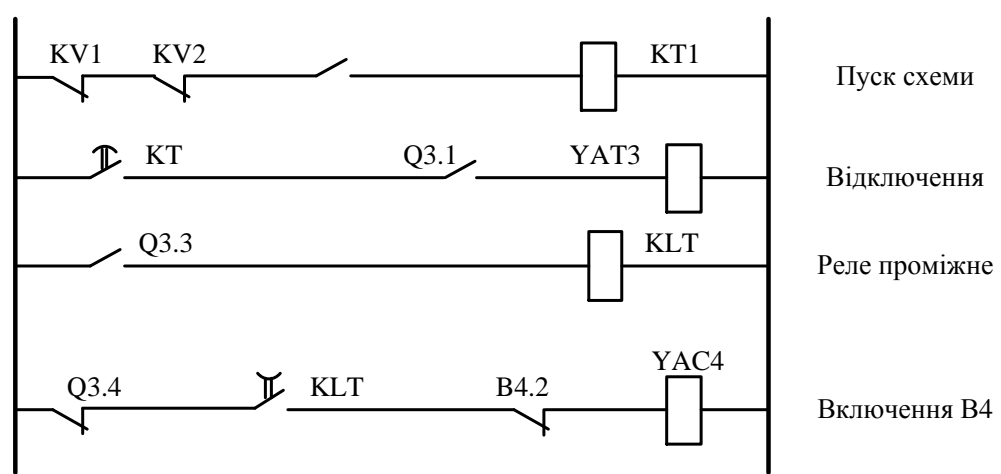 KV1 KV2 KT1 Пуск схеми
KT Q3.1 YAT3 Відключення
Q3.3 KLT Реле проміжне
Q3.4 KLT B4.2 YAC4 Включення В4